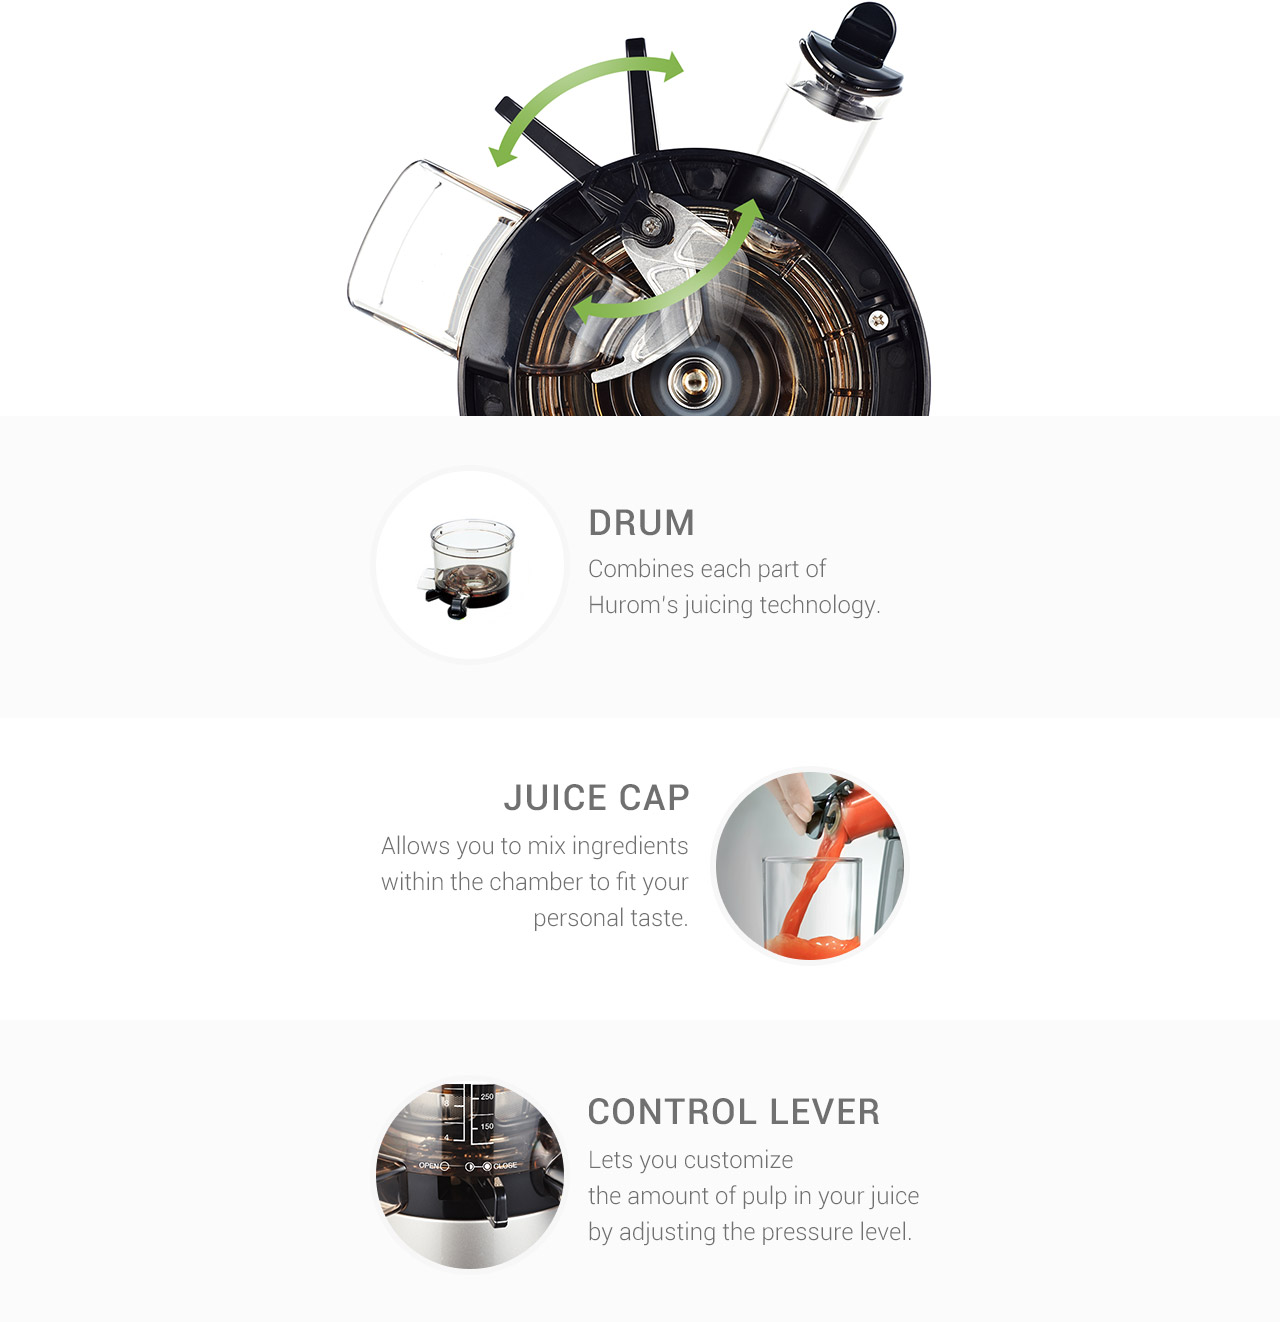 DRUM
Combines each part of
Hurom's juicing technology.
JUICE CAP
Allows you to mix ingredients
within the chamber to fit your
personal taste.
8
250
150
4
OPEN
CLOSE
CONTROL LEVER
Lets you customize
the amount of pulp in your juice
by adjusting the pressure level.